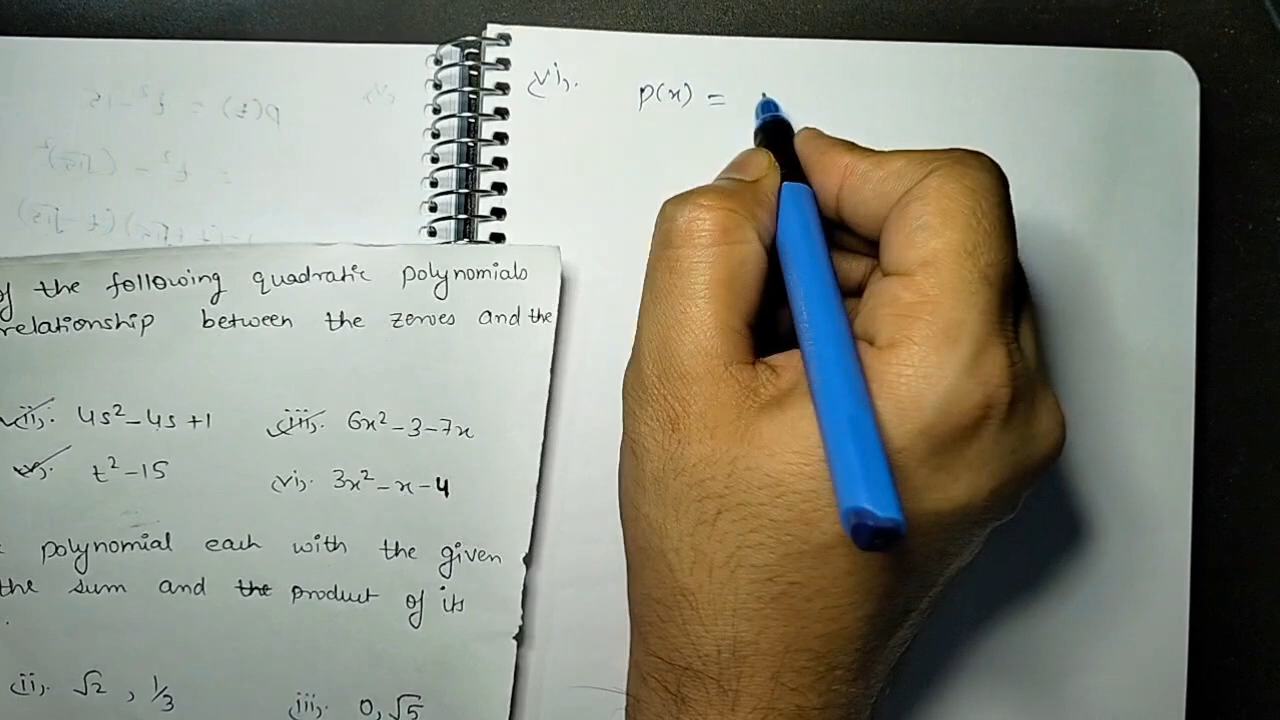 (vi). p(x) =
of the following quadratic polynomials
relationship between the zeroes and the
(ii). 4s² - 4s + 1 (iii). 6x² - 3 - 7x
(v). t² - 15 (vi). 3x² - x - 4
polynomial each with the given
the sum and the product of its
(ii). √2 , 1/3 (iii). 0, √5